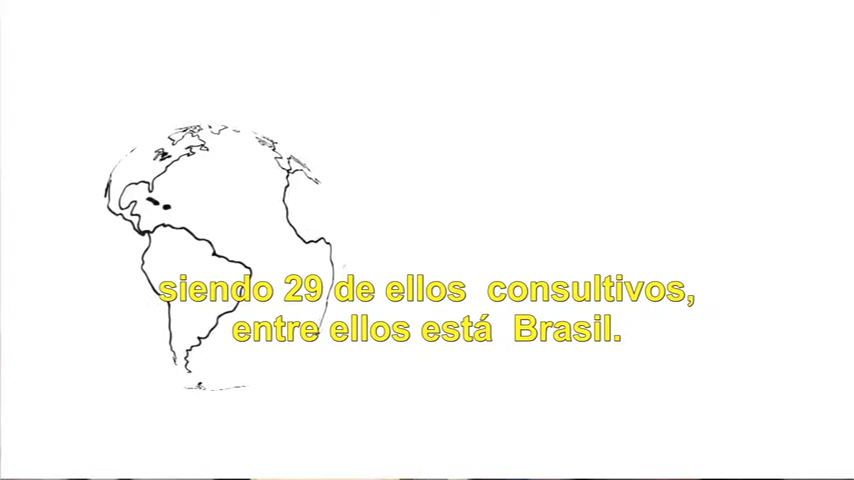 siendo 29 de ellos consultivos,
entre ellos está Brasil.